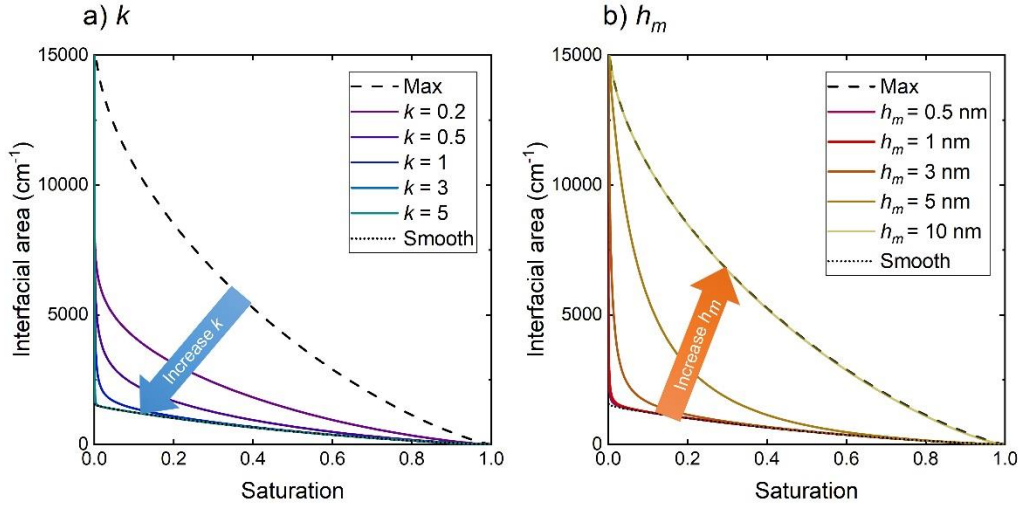 a) k
b) hm
15000
10000
5000
0
Interfacial area (cm-1)
Max
k = 0.2
k = 0.5
k = 1
k = 3
k = 5
Smooth
Increase k
0.0 0.2 0.4 0.6 0.8 1.0
Saturation
15000
10000
5000
0
Interfacial area (cm-1)
Max
hm = 0.5 nm
hm = 1 nm
hm = 3 nm
hm = 5 nm
hm = 10 nm
Smooth
Increase hm
0.0 0.2 0.4 0.6 0.8 1.0
Saturation